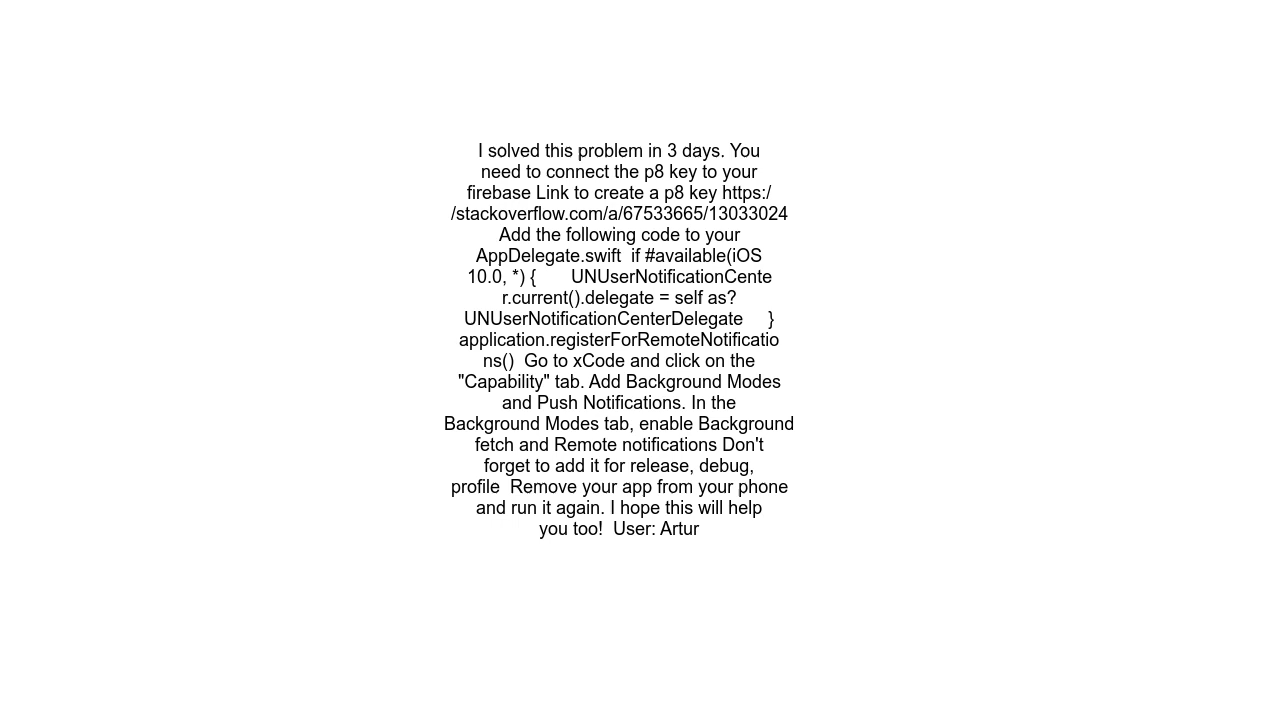 I solved this problem in 3 days. You
need to connect the p8 key to your
firebase Link to create a p8 key https:/
/stackoverflow.com/a/67533665/13033024
Add the following code to your
AppDelegate.swift  if #available(iOS
10.0, *) {       UNUserNotificationCente
r.current().delegate = self as?
UNUserNotificationCenterDelegate     }
application.registerForRemoteNotificatio
ns()  Go to xCode and click on the
"Capability" tab. Add Background Modes
and Push Notifications. In the
Background Modes tab, enable Background
fetch and Remote notifications Don't
forget to add it for release, debug,
profile  Remove your app from your phone
and run it again. I hope this will help
you too!  User: Artur